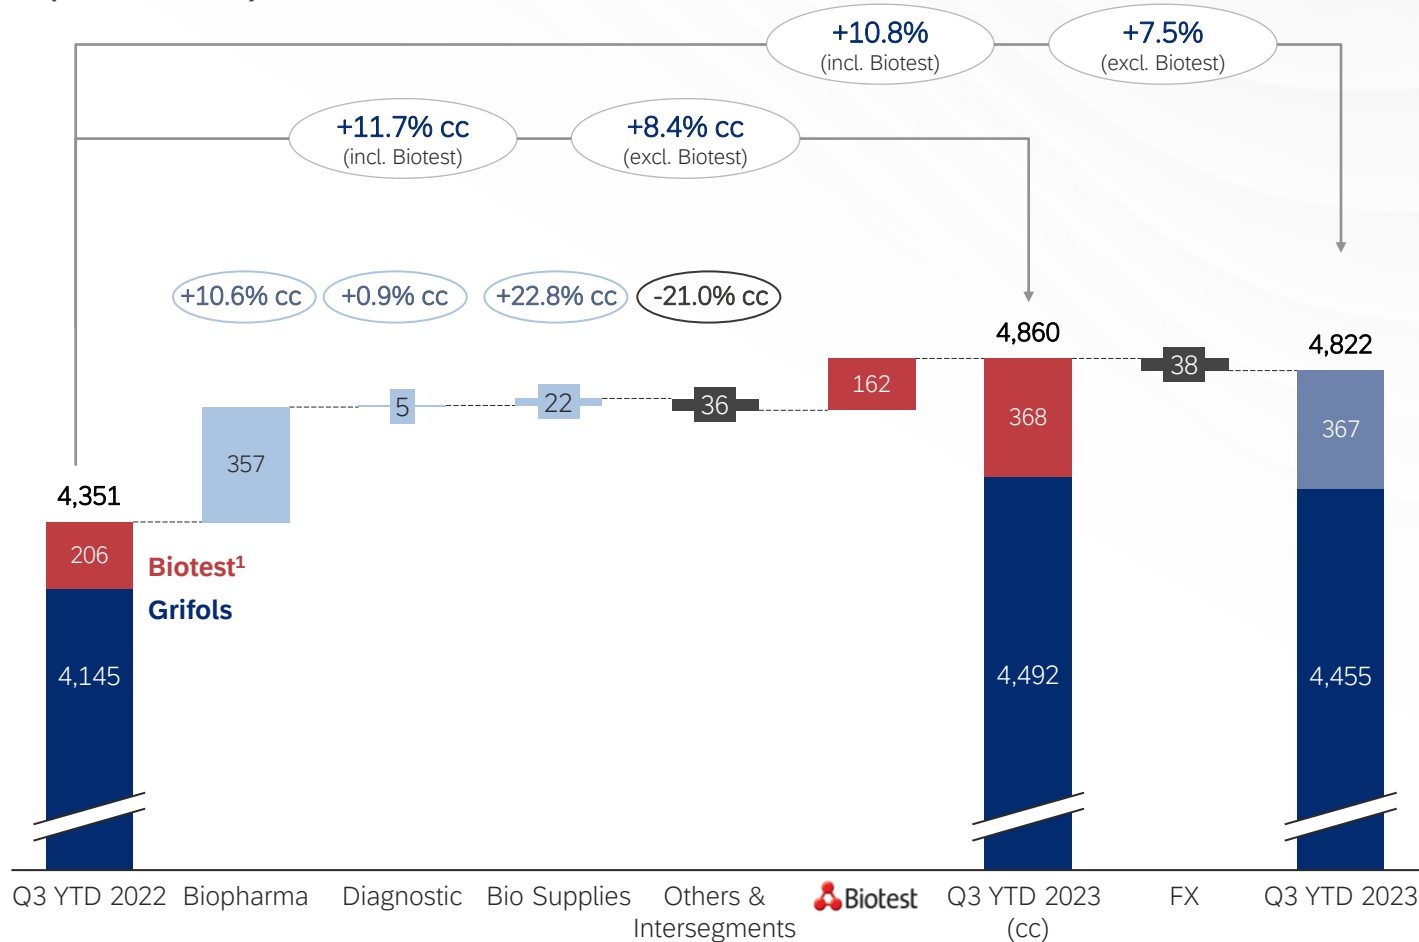 +10.8%
(incl. Biotest)
+7.5%
(excl. Biotest)
+11.7% cc
(incl. Biotest)
+8.4% cc
(excl. Biotest)
+10.6% cc
+0.9% cc
+22.8% cc
-21.0% cc
4,860
4,822
38
162
368
367
357
5
22
36
4,351
206
Biotest¹
Grifols
4,145
4,492
4,455
Q3 YTD 2022
Biopharma
Diagnostic
Bio Supplies
Others &
Intersegments
Biotest
Q3 YTD 2023
(cc)
FX
Q3 YTD 2023